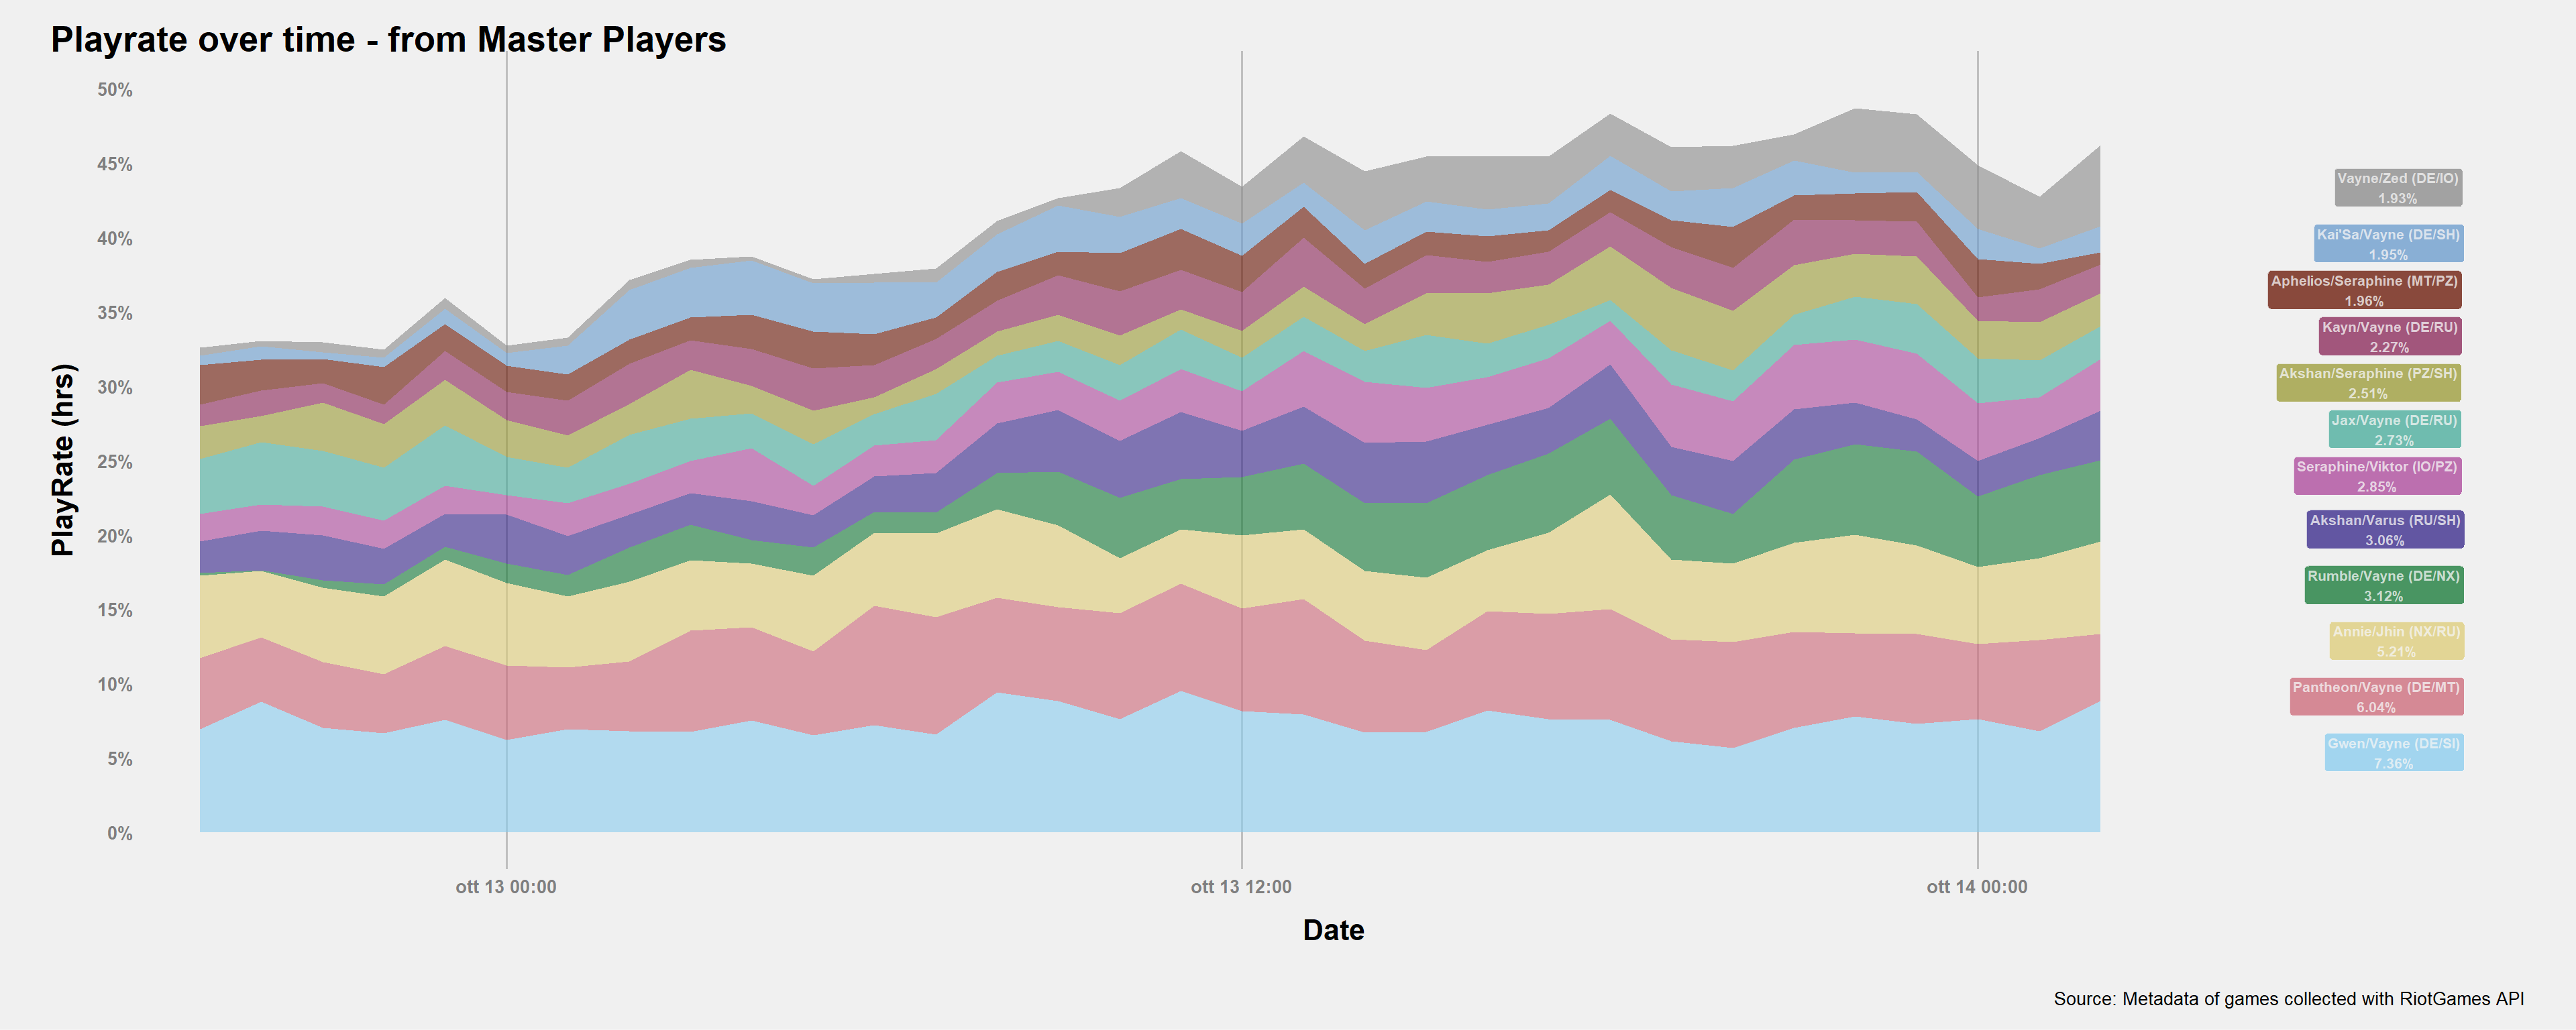 Playrate over time - from Master Players
PlayRate (hrs)
50%
45%
40%
35%
30%
25%
20%
15%
10%
5%
0%
ott 13 00:00
ott 13 12:00
ott 14 00:00
Date
Vayne/Zed (DE/IO)
1.93%
Kai'Sa/Vayne (DE/SH)
1.95%
Aphelios/Seraphine (MT/PZ)
1.96%
Kayn/Vayne (DE/RU)
2.27%
Akshan/Seraphine (PZ/SH)
2.51%
Jax/Vayne (DE/RU)
2.73%
Seraphine/Viktor (IO/PZ)
2.85%
Akshan/Varus (RU/SH)
3.06%
Rumble/Vayne (DE/NX)
3.12%
Annie/Jhin (NX/RU)
5.21%
Pantheon/Vayne (DE/MT)
6.04%
Gwen/Vayne (DE/SI)
7.36%
Source: Metadata of games collected with RiotGames API